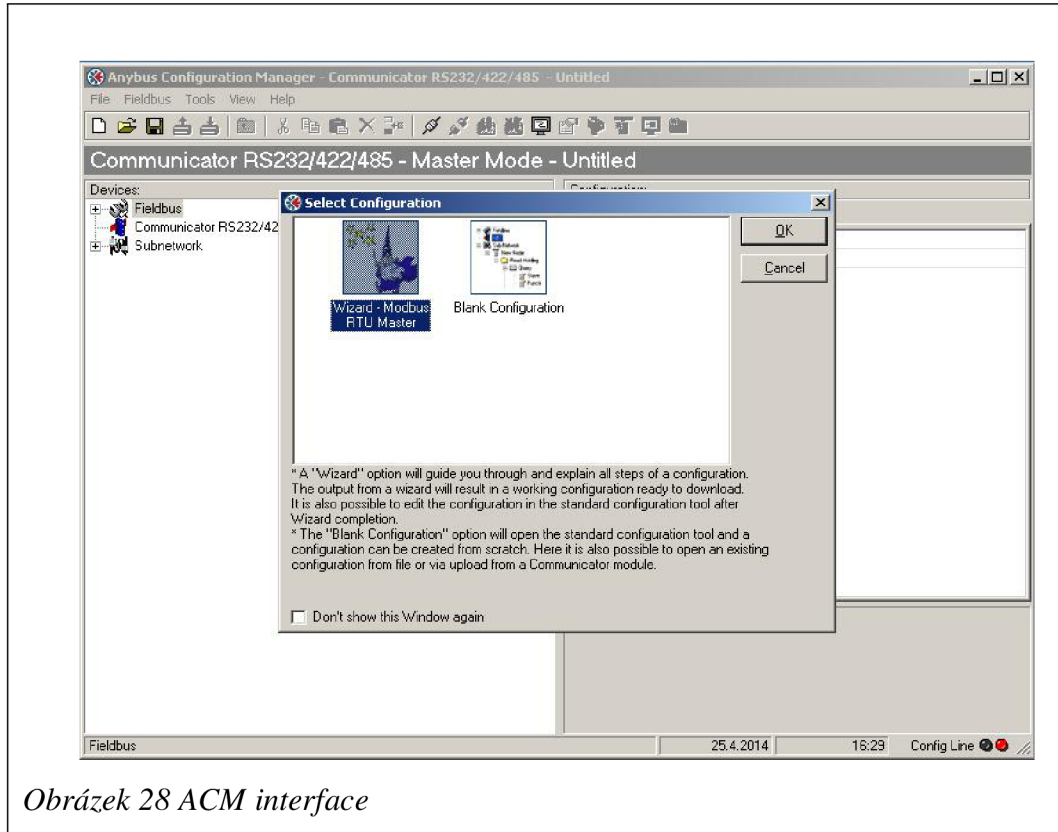 Anybus Configuration Manager - Communicator RS232/422/485 - Untitled
File Fieldbus Tools View Help
Communicator RS232/422/485 - Master Mode - Untitled
Devices:
Fieldbus
Communicator RS232/42
Subnetwork
Select Configuration
OK
Cancel
Wizard - Modbus
RTU Master
Blank Configuration
* A "Wizard" option will guide you through and explain all steps of a configuration.
The output from a wizard will result in a working configuration ready to download.
It is also possible to edit the configuration in the standard configuration tool after
Wizard completion.
* The "Blank Configuration" option will open the standard configuration tool and a
configuration can be created from scratch. Here it is also possible to open an existing
configuration from file or via upload from a Communicator module.
Don't show this Window again
Fieldbus
25.4.2014
16:29
Config Line
Obrázek 28 ACM interface